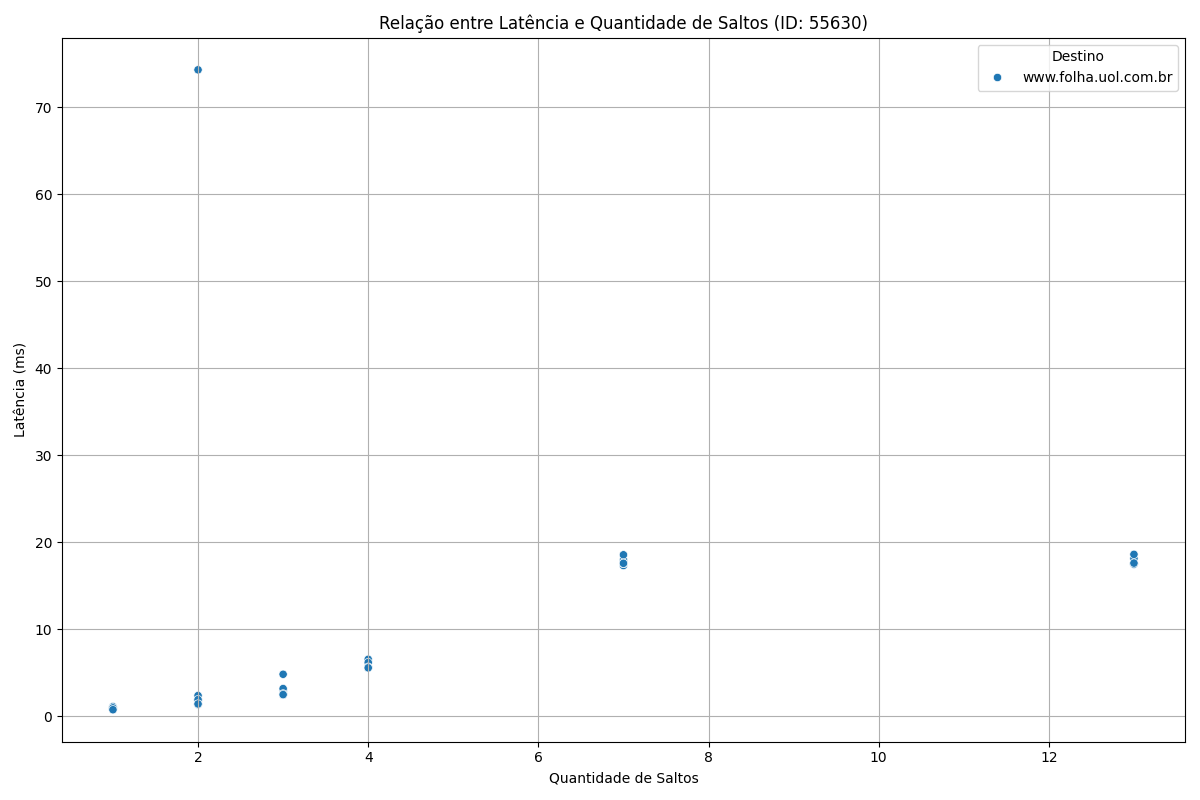 Relação entre Latência e Quantidade de Saltos (ID: 55630)
Destino
www.folha.uol.com.br
70
60
50
40
30
20
10
0
Latência (ms)
2 4 6 8 10 12
Quantidade de Saltos